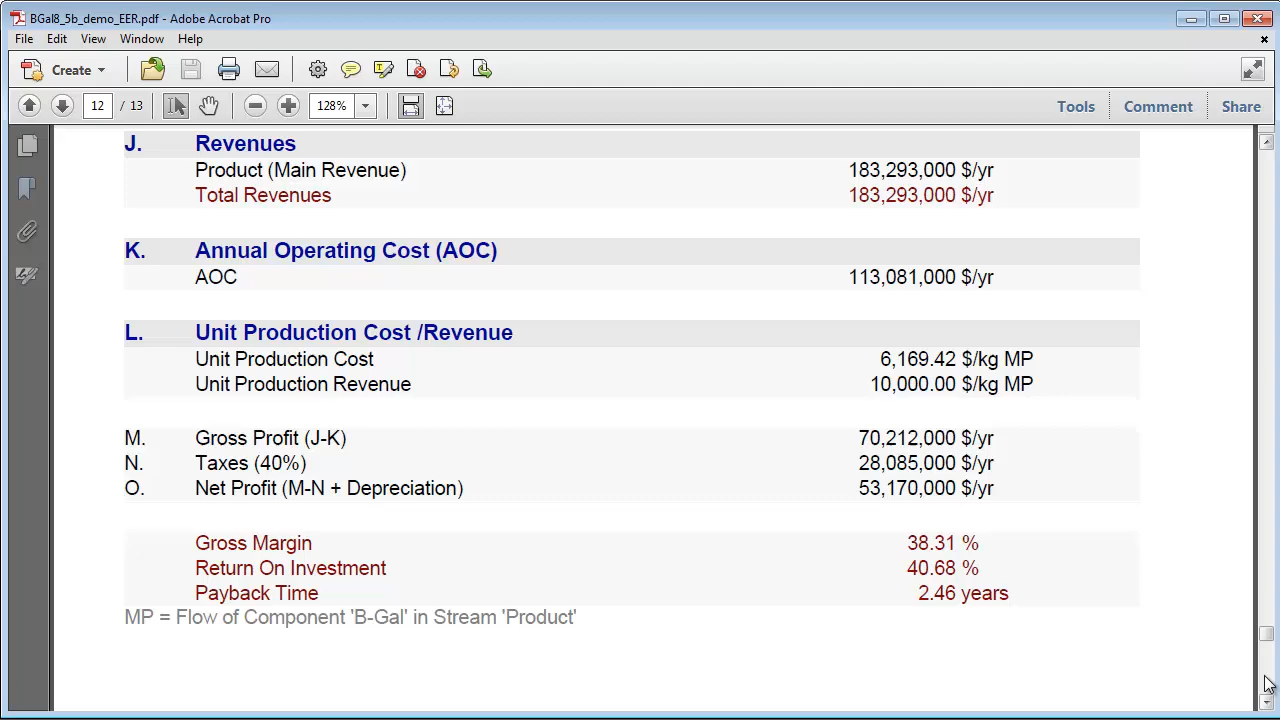 BGal8_5b_demo_EER.pdf - Adobe Acrobat Pro
File Edit View Window Help
Create
12 / 13 128% Tools Comment Share
J. Revenues
Product (Main Revenue) 183,293,000 $/yr
Total Revenues 183,293,000 $/yr
K. Annual Operating Cost (AOC)
AOC 113,081,000 $/yr
L. Unit Production Cost /Revenue
Unit Production Cost 6,169.42 $/kg MP
Unit Production Revenue 10,000.00 $/kg MP
M. Gross Profit (J-K) 70,212,000 $/yr
N. Taxes (40%) 28,085,000 $/yr
O. Net Profit (M-N + Depreciation) 53,170,000 $/yr
Gross Margin 38.31 %
Return On Investment 40.68 %
Payback Time 2.46 years
MP = Flow of Component 'B-Gal' in Stream 'Product'